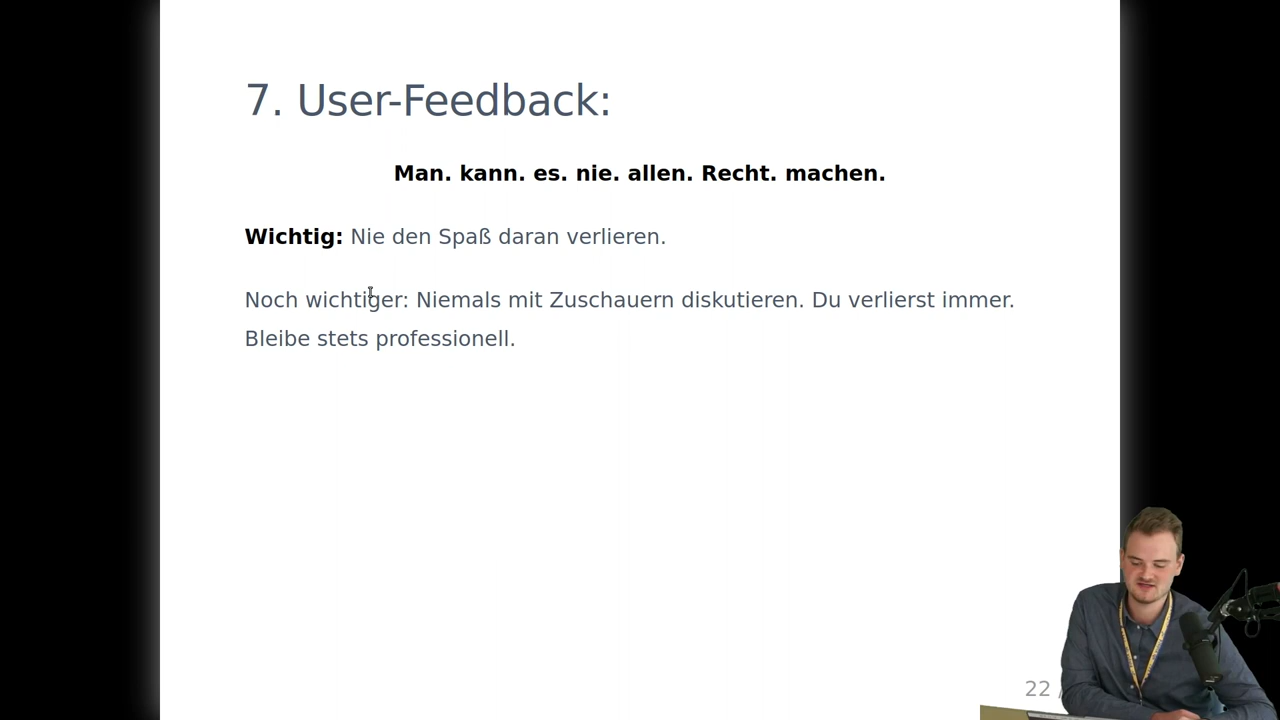 7. User-Feedback:
Man. kann. es. nie. allen. Recht. machen.
Wichtig: Nie den Spaß daran verlieren.
Noch wichtiger: Niemals mit Zuschauern diskutieren. Du verlierst immer.
Bleibe stets professionell.
22 /